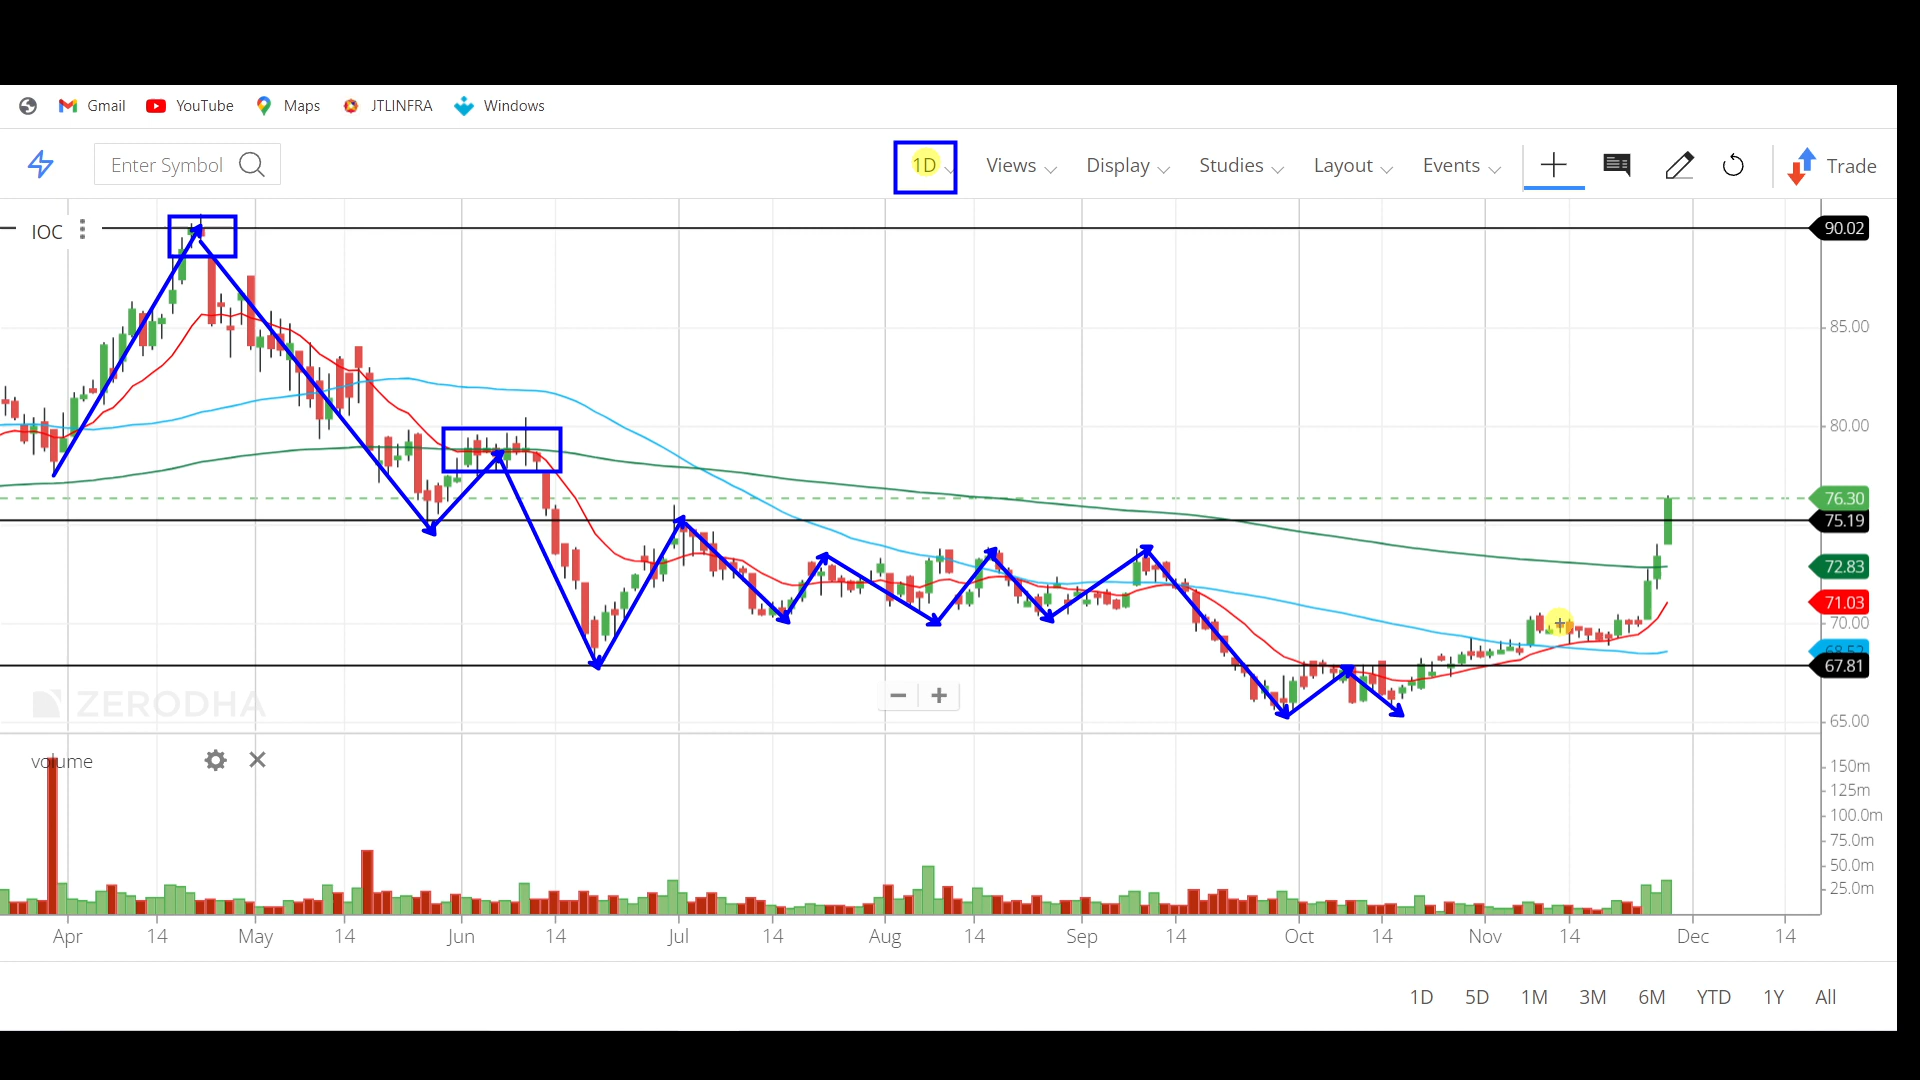 Gmail YouTube Maps JTLINFRA Windows
Enter Symbol 1D Views Display Studies Layout Events Trade
IOC
90.02
85.00
80.00
76.30
75.19
72.83
71.03
70.00
68.52
67.81
65.00
ZERODHA
volume
150m
125m
100.0m
75.0m
50.0m
25.0m
Apr 14 May 14 Jun 14 Jul 14 Aug 14 Sep 14 Oct 14 Nov 14 Dec 14
1D 5D 1M 3M 6M YTD 1Y All